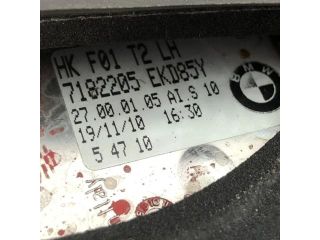 HK F01 T2 LH
7182205 EKD85Y
27.00.01.05 AI.S 10
19/11/10 16:30
5 47 10
BMW